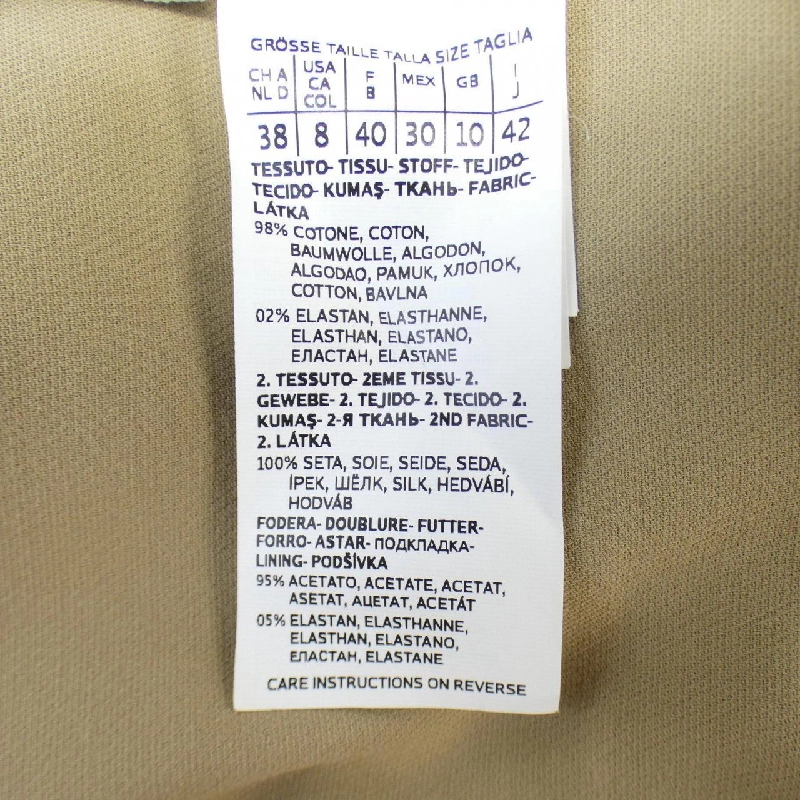 GRÖSSE TAILLE TALLA SIZE TAGLIA
CH A NL D USA CA COL F B MEX GB I J
38 8 40 30 10 42
TESSUTO- TISSU- STOFF- TEJIDO-
TECIDO- KUMAŞ- ТКАНЬ- FABRIC-
LÁTKA
98% COTONE, COTON,
BAUMWOLLE, ALGODON,
ALGODAO, PAMUK, ХЛОПОК,
COTTON, BAVLNA
02% ELASTAN, ELASTHANNE,
ELASTHAN, ELASTANO,
ЕЛАСТАН, ELASTANE
2. TESSUTO- 2EME TISSU- 2.
GEWEBE- 2. TEJIDO- 2. TECIDO- 2.
KUMAŞ- 2-Я ТКАНЬ- 2ND FABRIC-
2. LÁTKA
100% SETA, SOIE, SEIDE, SEDA,
İPEK, ШЁЛК, SILK, HEDVÁBÍ,
HODVÁB
FODERA- DOUBLURE- FUTTER-
FORRO- ASTAR- ПОДКЛАДКА-
LINING- PODŠÍVKA
95% ACETATO, ACETATE, ACETAT,
ASETAT, АЦЕТАТ, ACETÁT
05% ELASTAN, ELASTHANNE,
ELASTHAN, ELASTANO,
ЕЛАСТАН, ELASTANE
CARE INSTRUCTIONS ON REVERSE